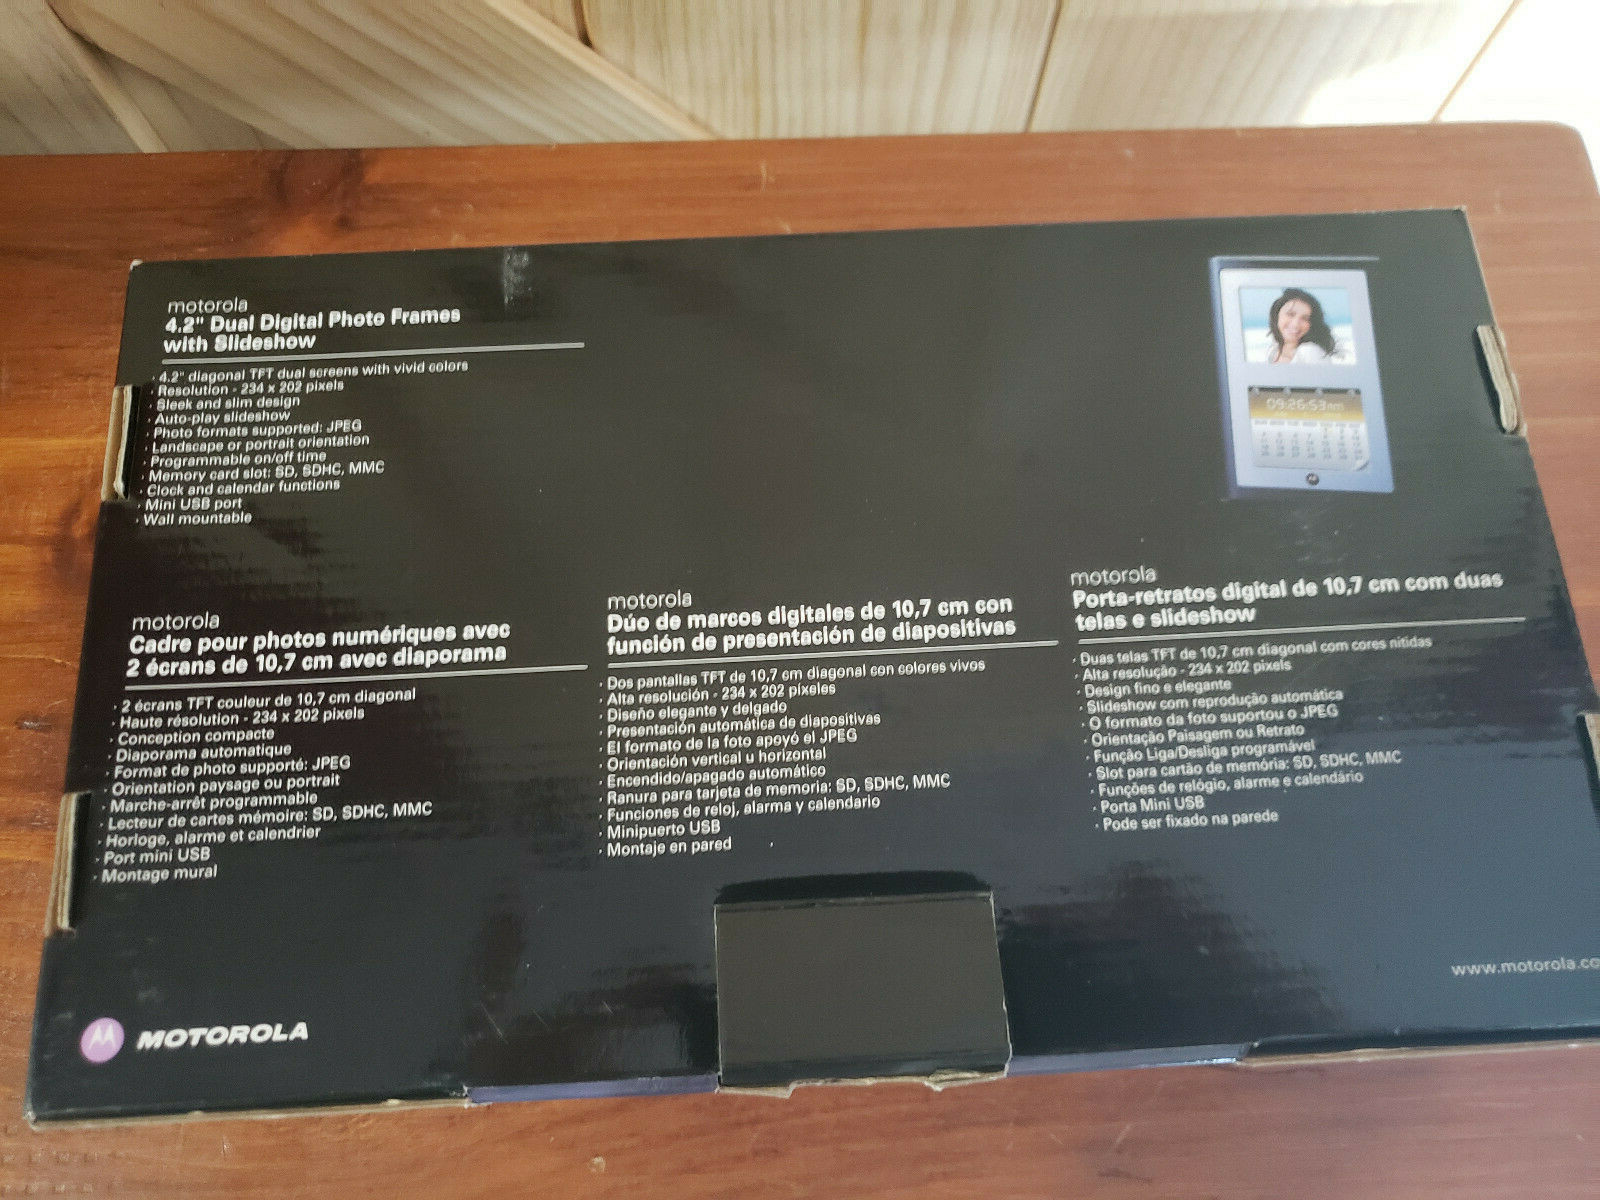 motorola
4.2" Dual Digital Photo Frames
with Slideshow
· 4.2" diagonal TFT dual screens with vivid colors
· Resolution - 234 x 202 pixels
· Sleek and slim design
· Auto-play slideshow
· Photo formats supported: JPEG
· Landscape or portrait orientation
· Programmable on/off time
· Memory card slot: SD, SDHC, MMC
· Clock and calendar functions
· Mini USB port
· Wall mountable
09:26:53
motorola
Cadre pour photos numériques avec
2 écrans de 10,7 cm avec diaporama
· 2 écrans TFT couleur de 10,7 cm diagonal
· Haute résolution - 234 x 202 pixels
· Conception compacte
· Diaporama automatique
· Format de photo supporté: JPEG
· Orientation paysage ou portrait
· Marche-arrêt programmable
· Lecteur de cartes mémoire: SD, SDHC, MMC
· Horloge, alarme et calendrier
· Port mini USB
· Montage mural
motorola
Dúo de marcos digitales de 10,7 cm con
función de presentación de diapositivas
· Dos pantallas TFT de 10,7 cm diagonal con colores vivos
· Alta resolución - 234 x 202 píxeles
· Diseño elegante y delgado
· Presentación automática de diapositivas
· El formato de la foto apoyó el JPEG
· Orientación vertical u horizontal
· Encendido/apagado automático
· Ranura para tarjeta de memoria: SD, SDHC, MMC
· Funciones de reloj, alarma y calendario
· Minipuerto USB
· Montaje en pared
motorola
Porta-retratos digital de 10,7 cm com duas
telas e slideshow
· Duas telas TFT de 10,7 cm diagonal com cores nítidas
· Alta resolução - 234 x 202 pixels
· Design fino e elegante
· Slideshow com reprodução automática
· O formato da foto suportou o JPEG
· Orientação Paisagem ou Retrato
· Função Liga/Desliga programável
· Slot para cartão de memória: SD, SDHC, MMC
· Funções de relógio, alarme e calendário
· Porta Mini USB
· Pode ser fixado na parede
www.motorola.co
MOTOROLA